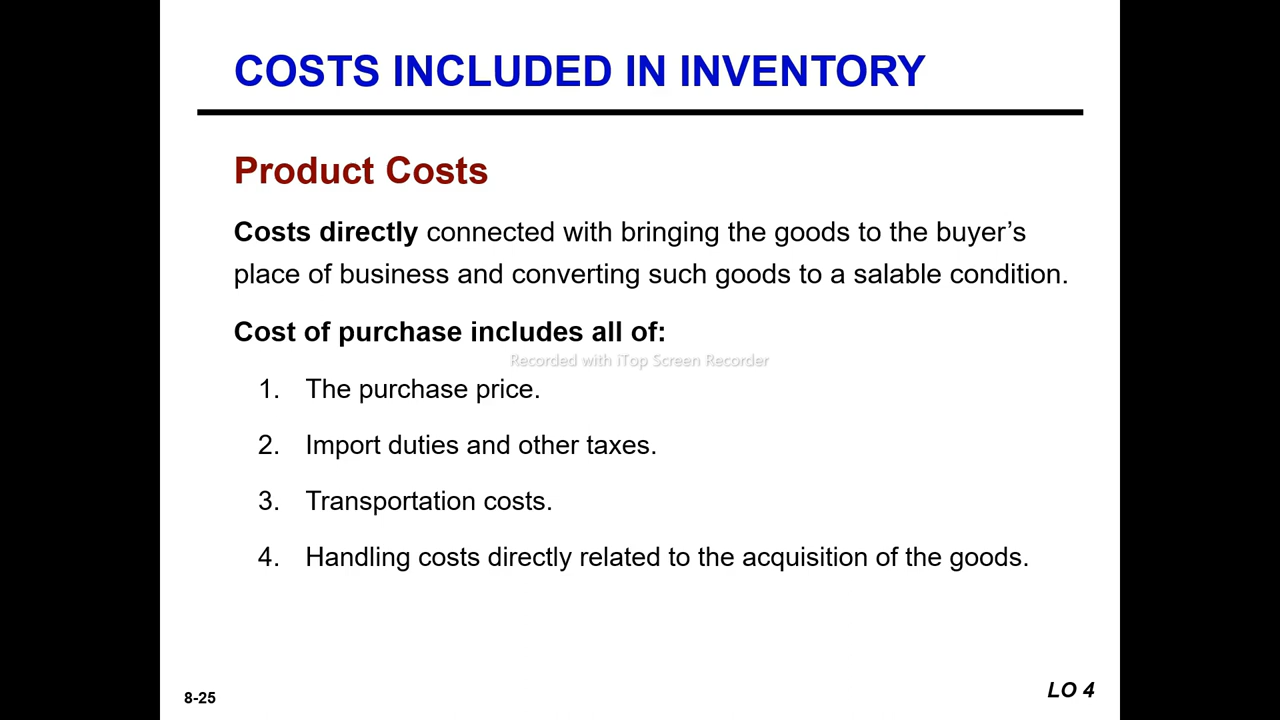 COSTS INCLUDED IN INVENTORY
Product Costs
Costs directly connected with bringing the goods to the buyer’s
place of business and converting such goods to a salable condition.
Cost of purchase includes all of:
Recorded with iTop Screen Recorder
1. The purchase price.
2. Import duties and other taxes.
3. Transportation costs.
4. Handling costs directly related to the acquisition of the goods.
8-25
LO 4